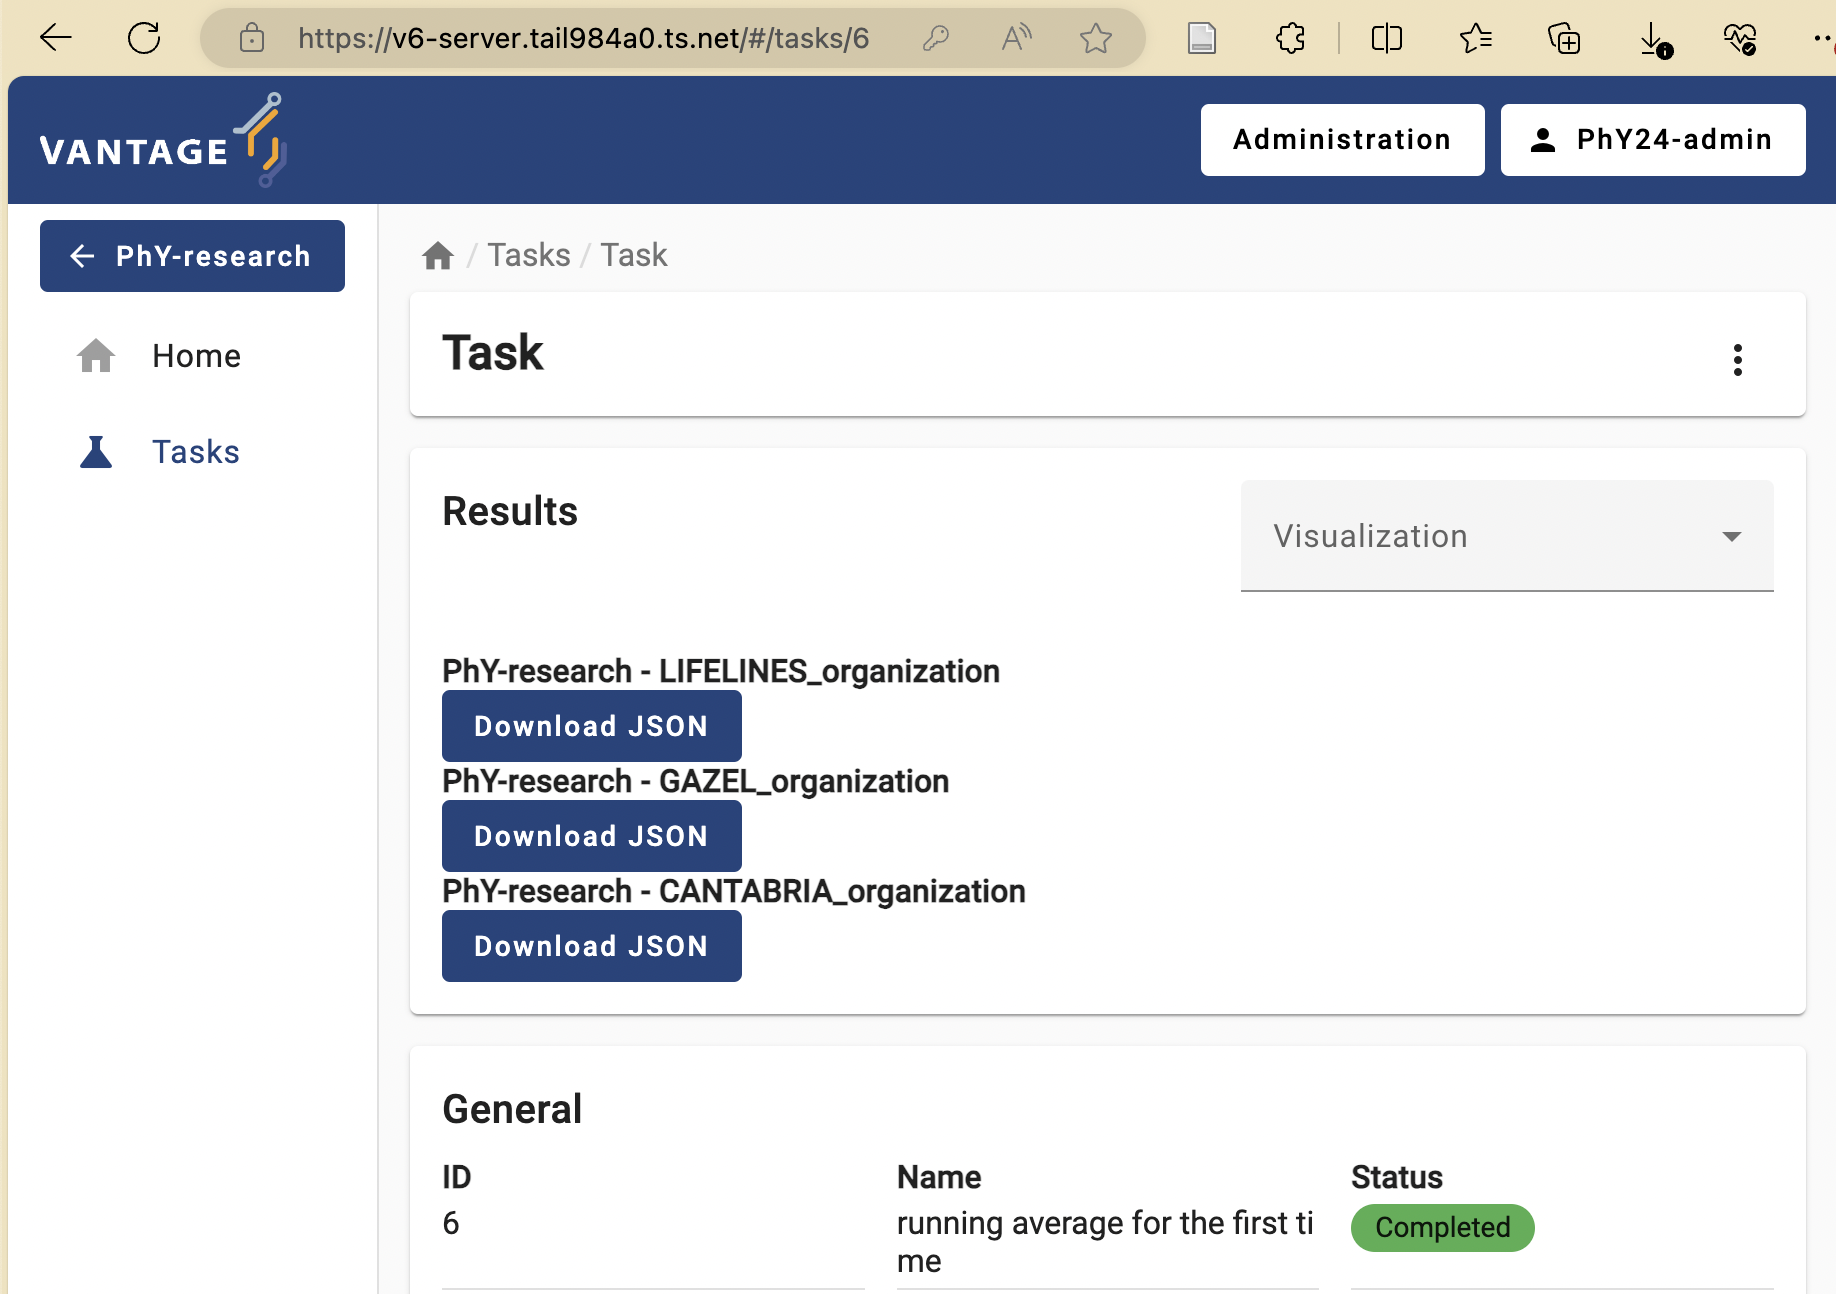 https://v6-server.tail984a0.ts.net/#/tasks/6
VANTAGE
Administration
PhY24-admin
PhY-research
/ Tasks / Task
Home
Task
Tasks
Results
Visualization
PhY-research - LIFELINES_organization
Download JSON
PhY-research - GAZEL_organization
Download JSON
PhY-research - CANTABRIA_organization
Download JSON
General
ID
Name
Status
6
running average for the first ti
me
Completed